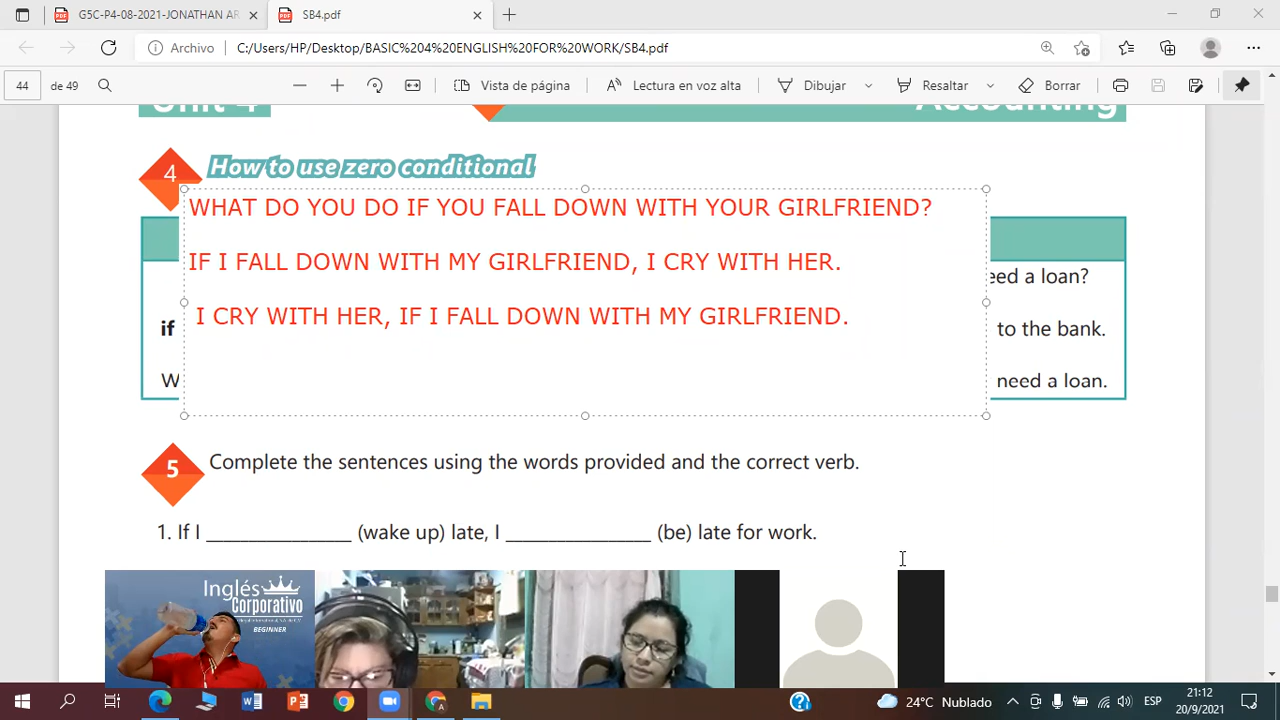 G5C-P4-08-2021-JONATHAN AR
SB4.pdf
Archivo
C:/Users/HP/Desktop/BASIC%204%20ENGLISH%20FOR%20WORK/SB4.pdf
44 de 49
Vista de página
Lectura en voz alta
Dibujar
Resaltar
Borrar
Unit 4
Accounting
4 How to use zero conditional
WHAT DO YOU DO IF YOU FALL DOWN WITH YOUR GIRLFRIEND?
IF I FALL DOWN WITH MY GIRLFRIEND, I CRY WITH HER.
I CRY WITH HER, IF I FALL DOWN WITH MY GIRLFRIEND.
eed a loan?
if
to the bank.
W
need a loan.
5 Complete the sentences using the words provided and the correct verb.
1. If I ________________ (wake up) late, I ________________ (be) late for work.
Inglés
Corporativo
BEGINNER
24°C Nublado
ESP
21:12
20/9/2021